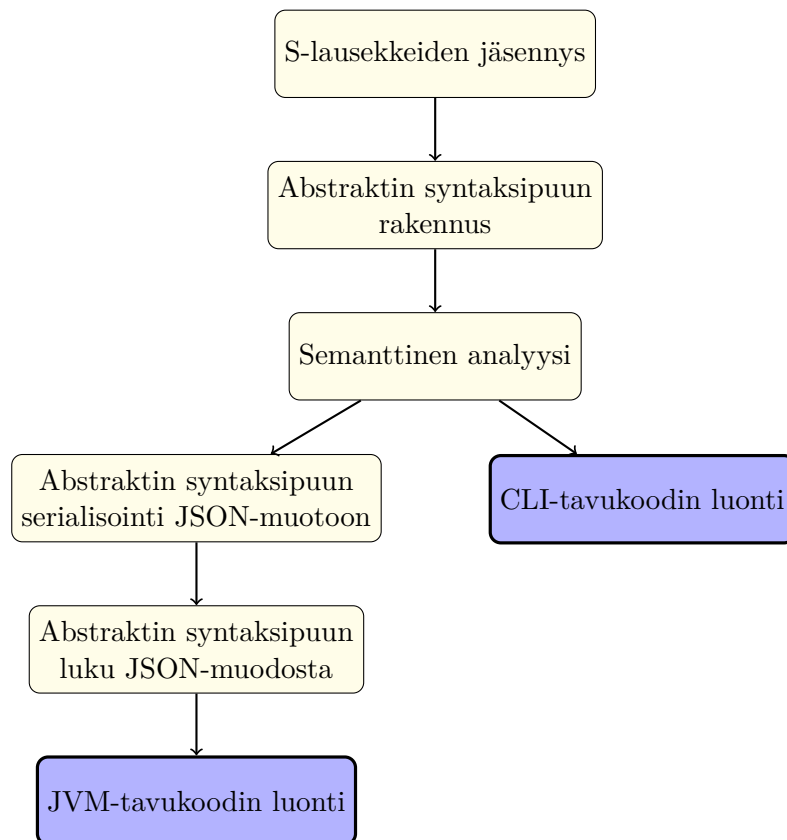 S-lausekkeiden jäsennys
Abstraktin syntaksipuun
rakennus
Semanttinen analyysi
Abstraktin syntaksipuun
serialisointi JSON-muotoon
CLI-tavukoodin luonti
Abstraktin syntaksipuun
luku JSON-muodosta
JVM-tavukoodin luonti